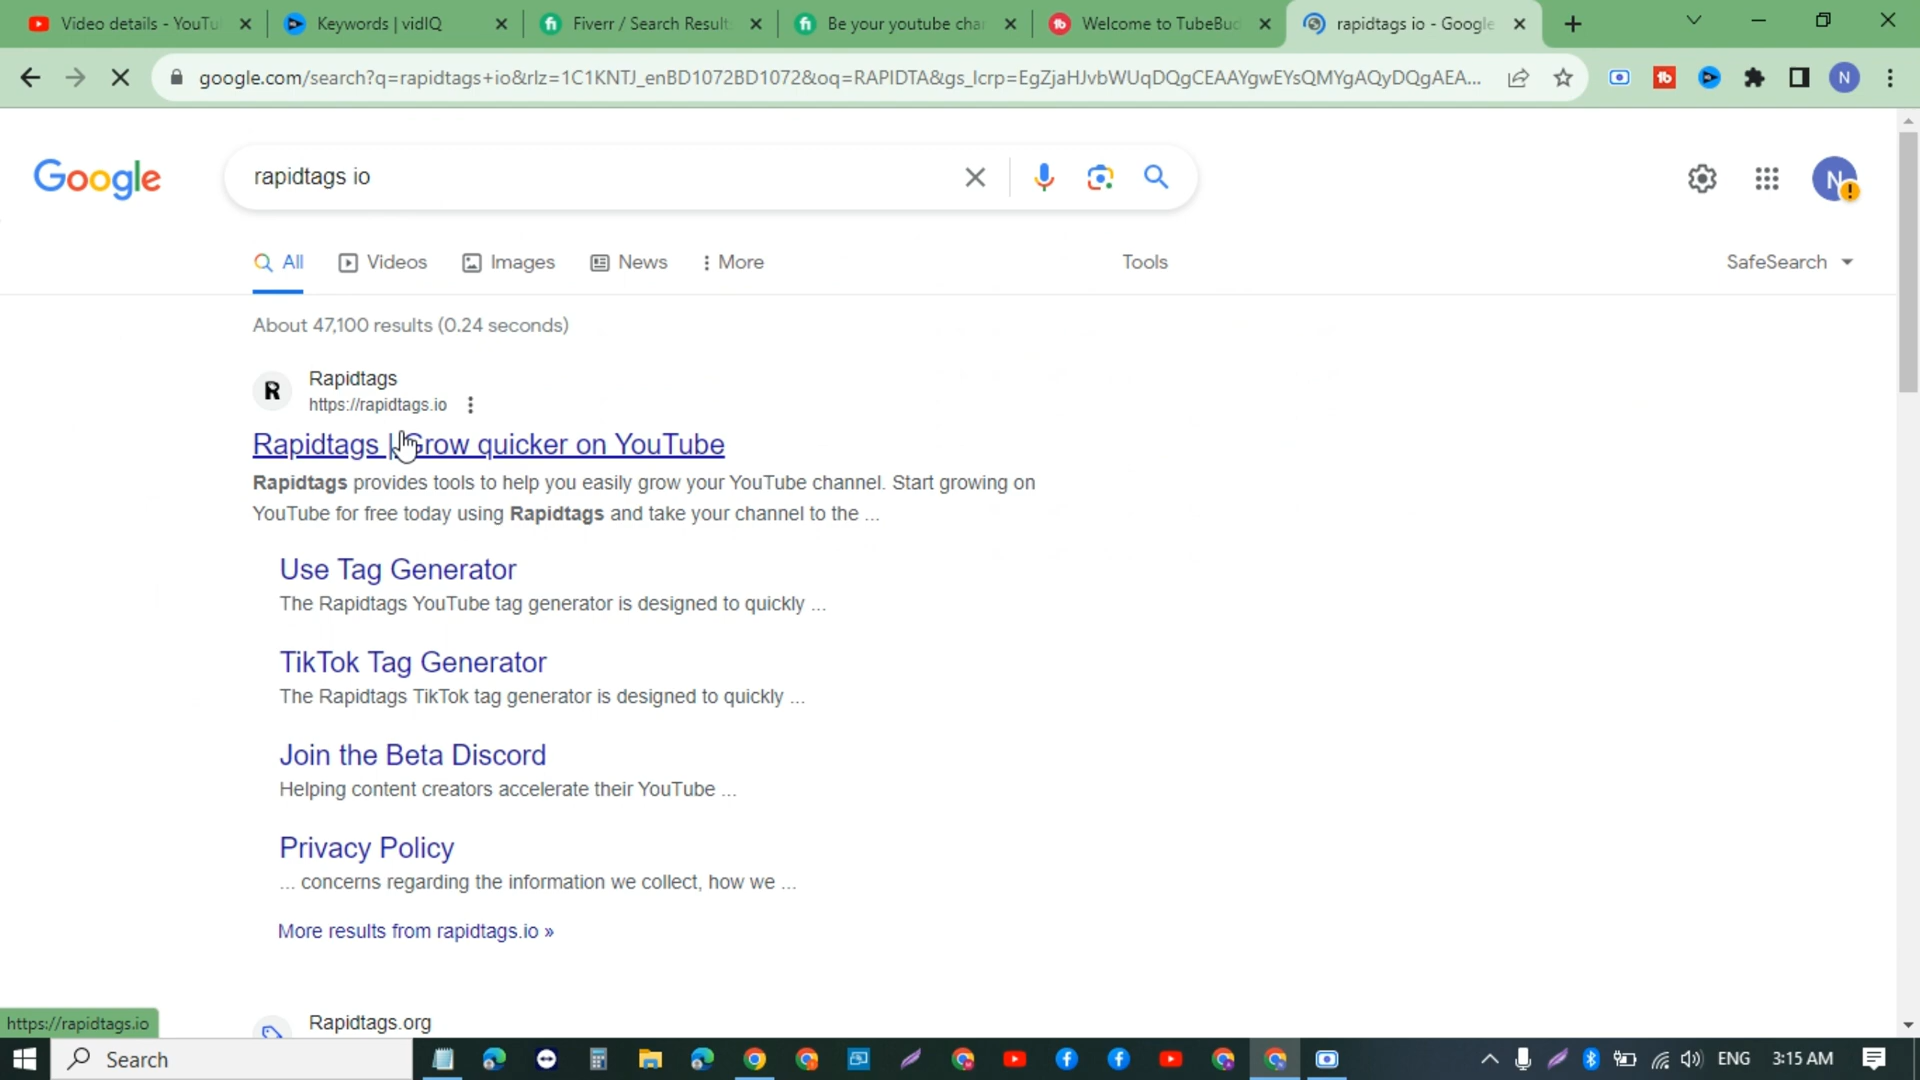 Video details - YouTu
Keywords | vidIQ
Fiverr / Search Result
Be your youtube cha
Welcome to TubeBud
rapidtags io - Google
google.com/search?q=rapidtags+io&rlz=1C1KNTJ_enBD1072BD1072&oq=RAPIDTA&gs_lcrp=EgZjaHJvbWUqDQgCEAAYgwEYsQMYgAQyDQgAEA...
N
Google
rapidtags io
N
All
Videos
Images
News
More
Tools
SafeSearch
About 47,100 results (0.24 seconds)
R
Rapidtags
https://rapidtags.io
Rapidtags | Grow quicker on YouTube
Rapidtags provides tools to help you easily grow your YouTube channel. Start growing on
YouTube for free today using Rapidtags and take your channel to the ...
Use Tag Generator
The Rapidtags YouTube tag generator is designed to quickly ...
TikTok Tag Generator
The Rapidtags TikTok tag generator is designed to quickly ...
Join the Beta Discord
Helping content creators accelerate their YouTube ...
Privacy Policy
... concerns regarding the information we collect, how we ...
More results from rapidtags.io »
Rapidtags.org
https://rapidtags.io
Search
ENG
3:15 AM